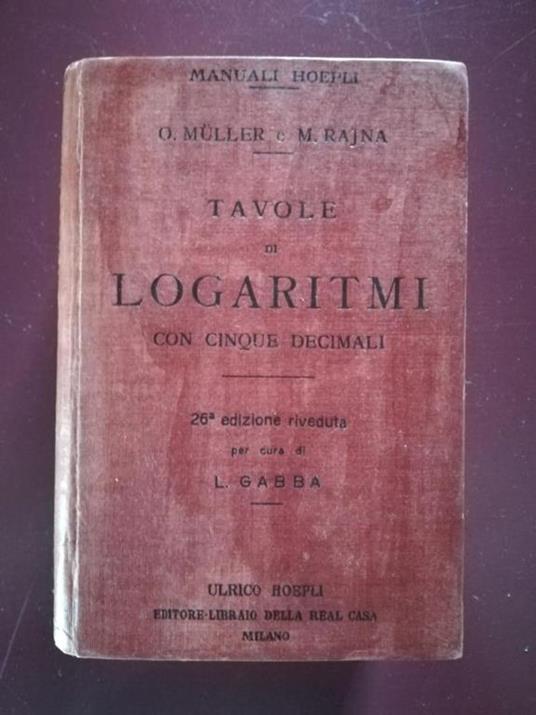 MANUALI HOEPLI
O. MÜLLER e M. RAJNA
TAVOLE
DI
LOGARITMI
CON CINQUE DECIMALI
26ª edizione riveduta
per cura di
L. GABBA
ULRICO HOEPLI
EDITORE-LIBRAIO DELLA REAL CASA
MILANO